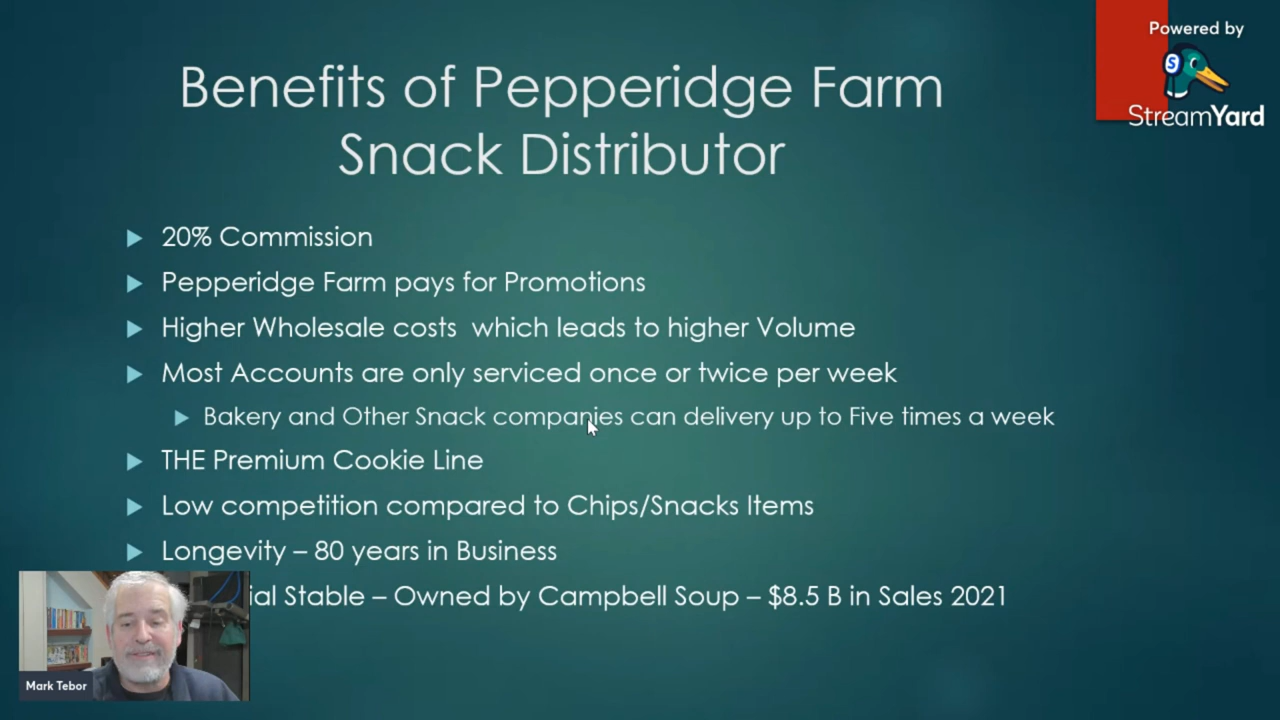 Powered by
StreamYard
Benefits of Pepperidge Farm
Snack Distributor
20% Commission
Pepperidge Farm pays for Promotions
Higher Wholesale costs which leads to higher Volume
Most Accounts are only serviced once or twice per week
Bakery and Other Snack companies can delivery up to Five times a week
THE Premium Cookie Line
Low competition compared to Chips/Snacks Items
Longevity – 80 years in Business
Stable – Owned by Campbell Soup – $8.5 B in Sales 2021
Mark Tebor